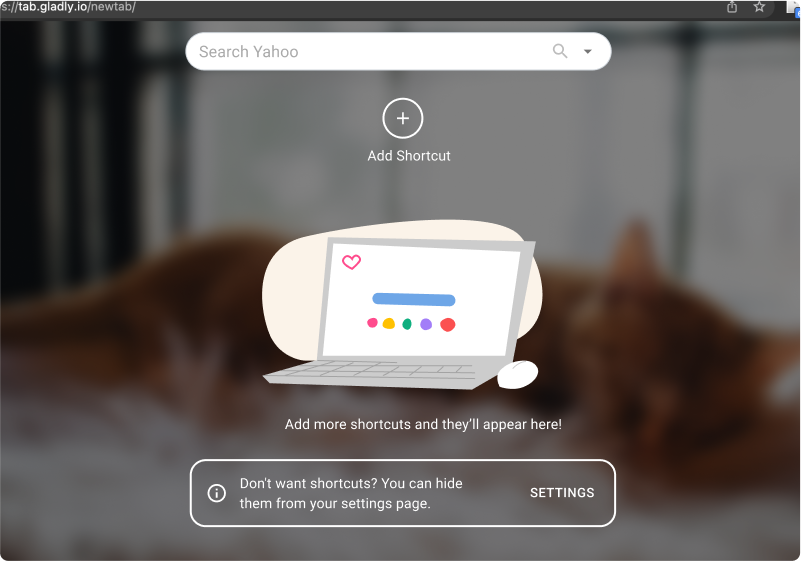 s://tab.gladly.io/newtab/
Search Yahoo
Add Shortcut
Add more shortcuts and they'll appear here!
Don't want shortcuts? You can hide
them from your settings page.
SETTINGS